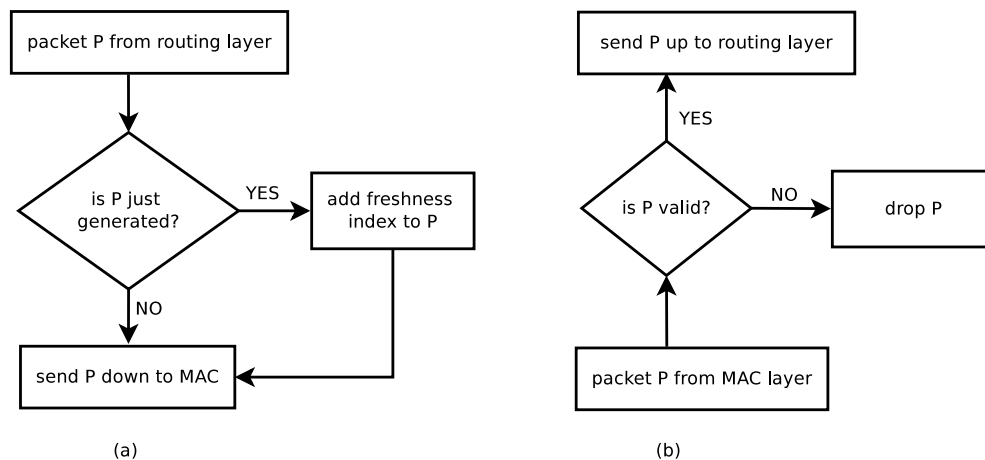 packet P from routing layer
is P just
generated?
YES
add freshness
index to P
NO
send P down to MAC
(a)
send P up to routing layer
YES
is P valid?
NO
drop P
packet P from MAC layer
(b)